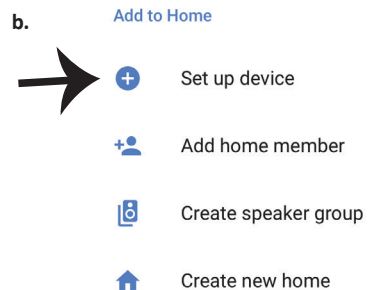 b.
Add to Home
Set up device
Add home member
Create speaker group
Create new home